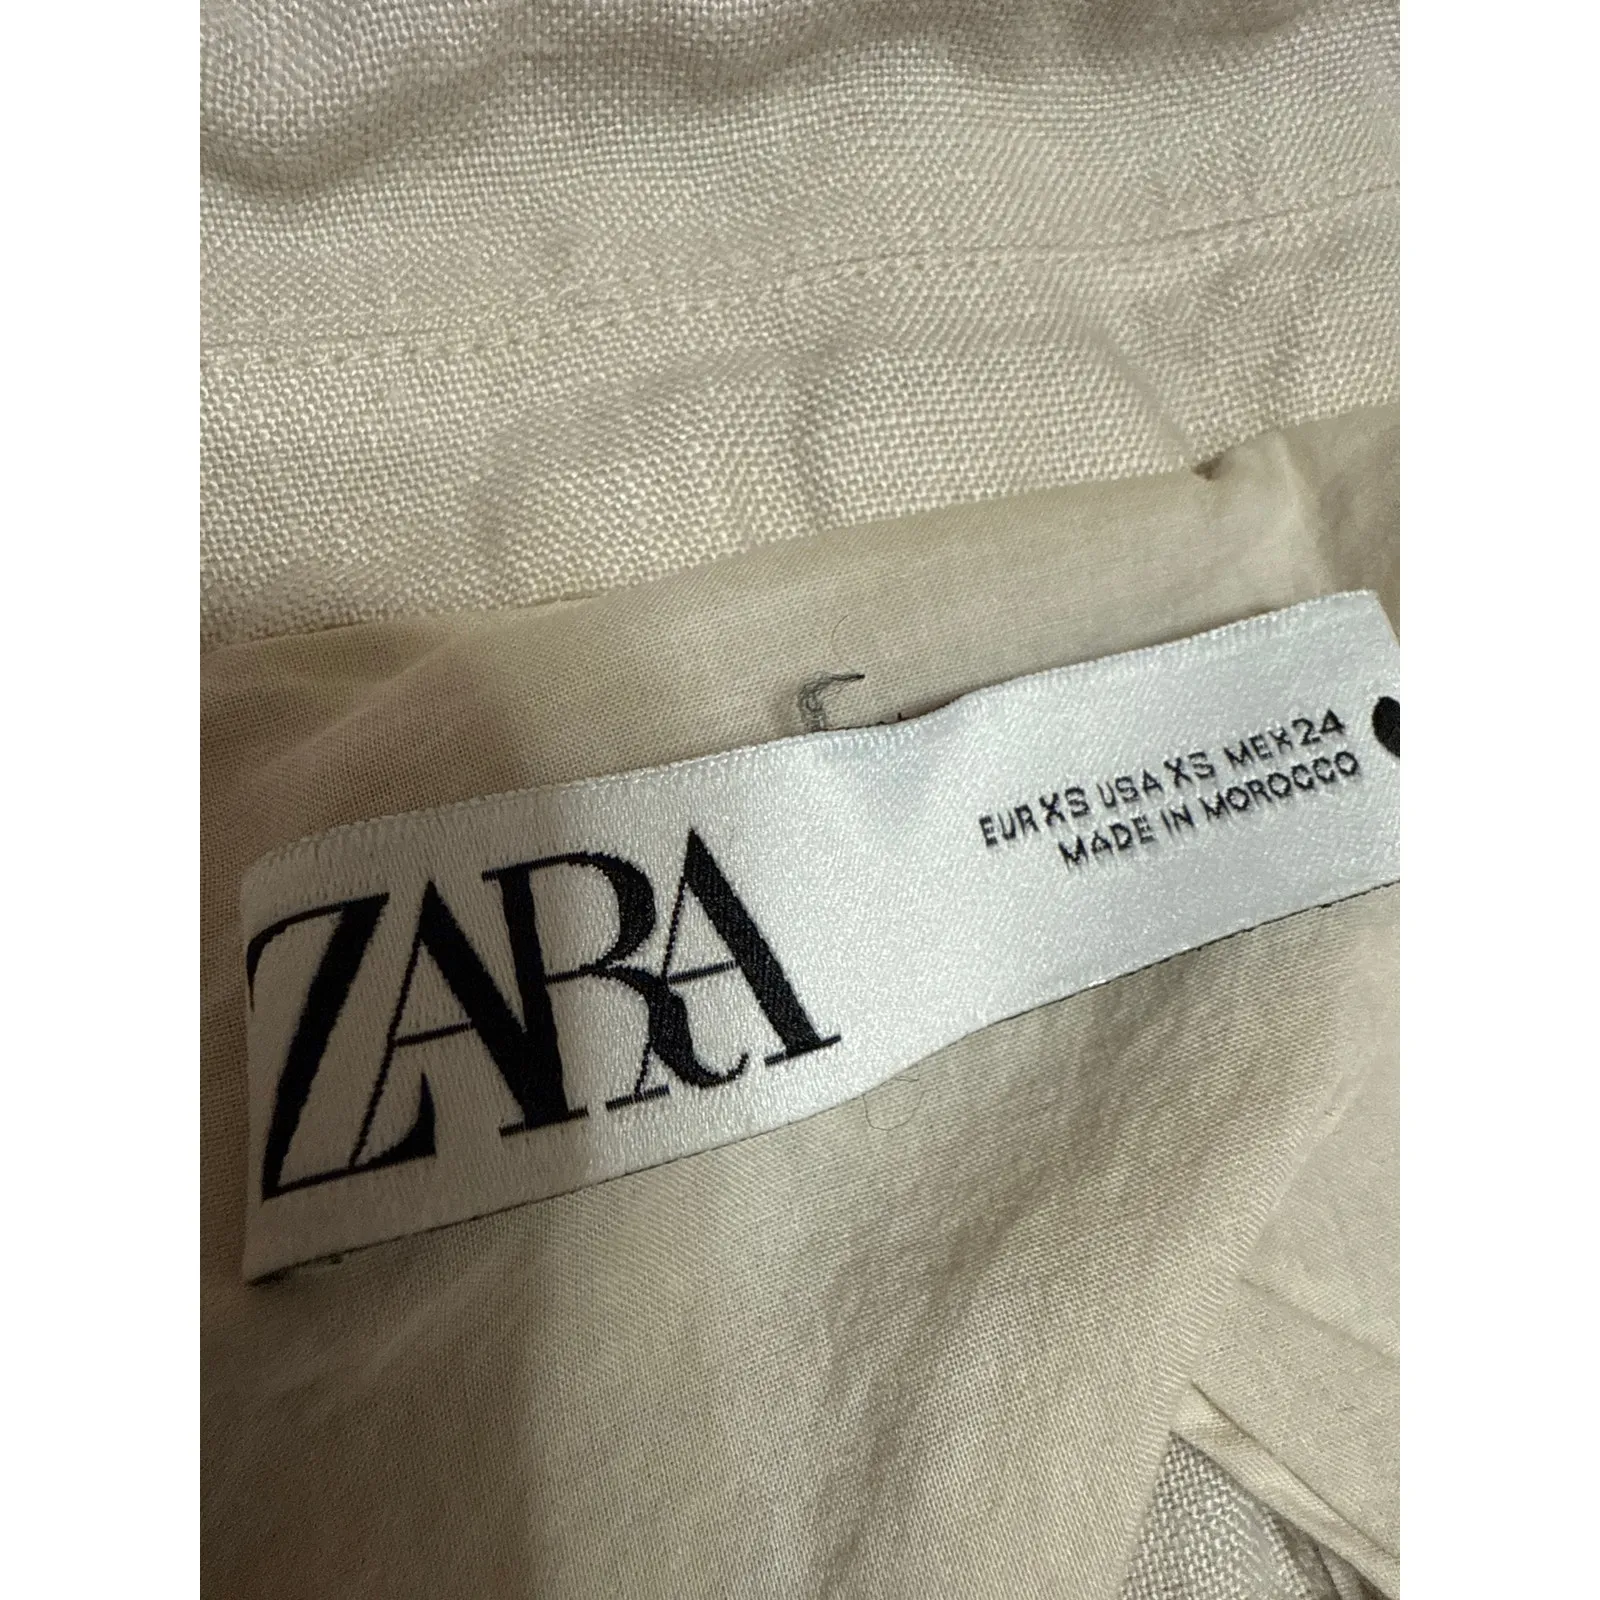 ZARA
EUR XS USA XS MEX 24
MADE IN MOROCCO